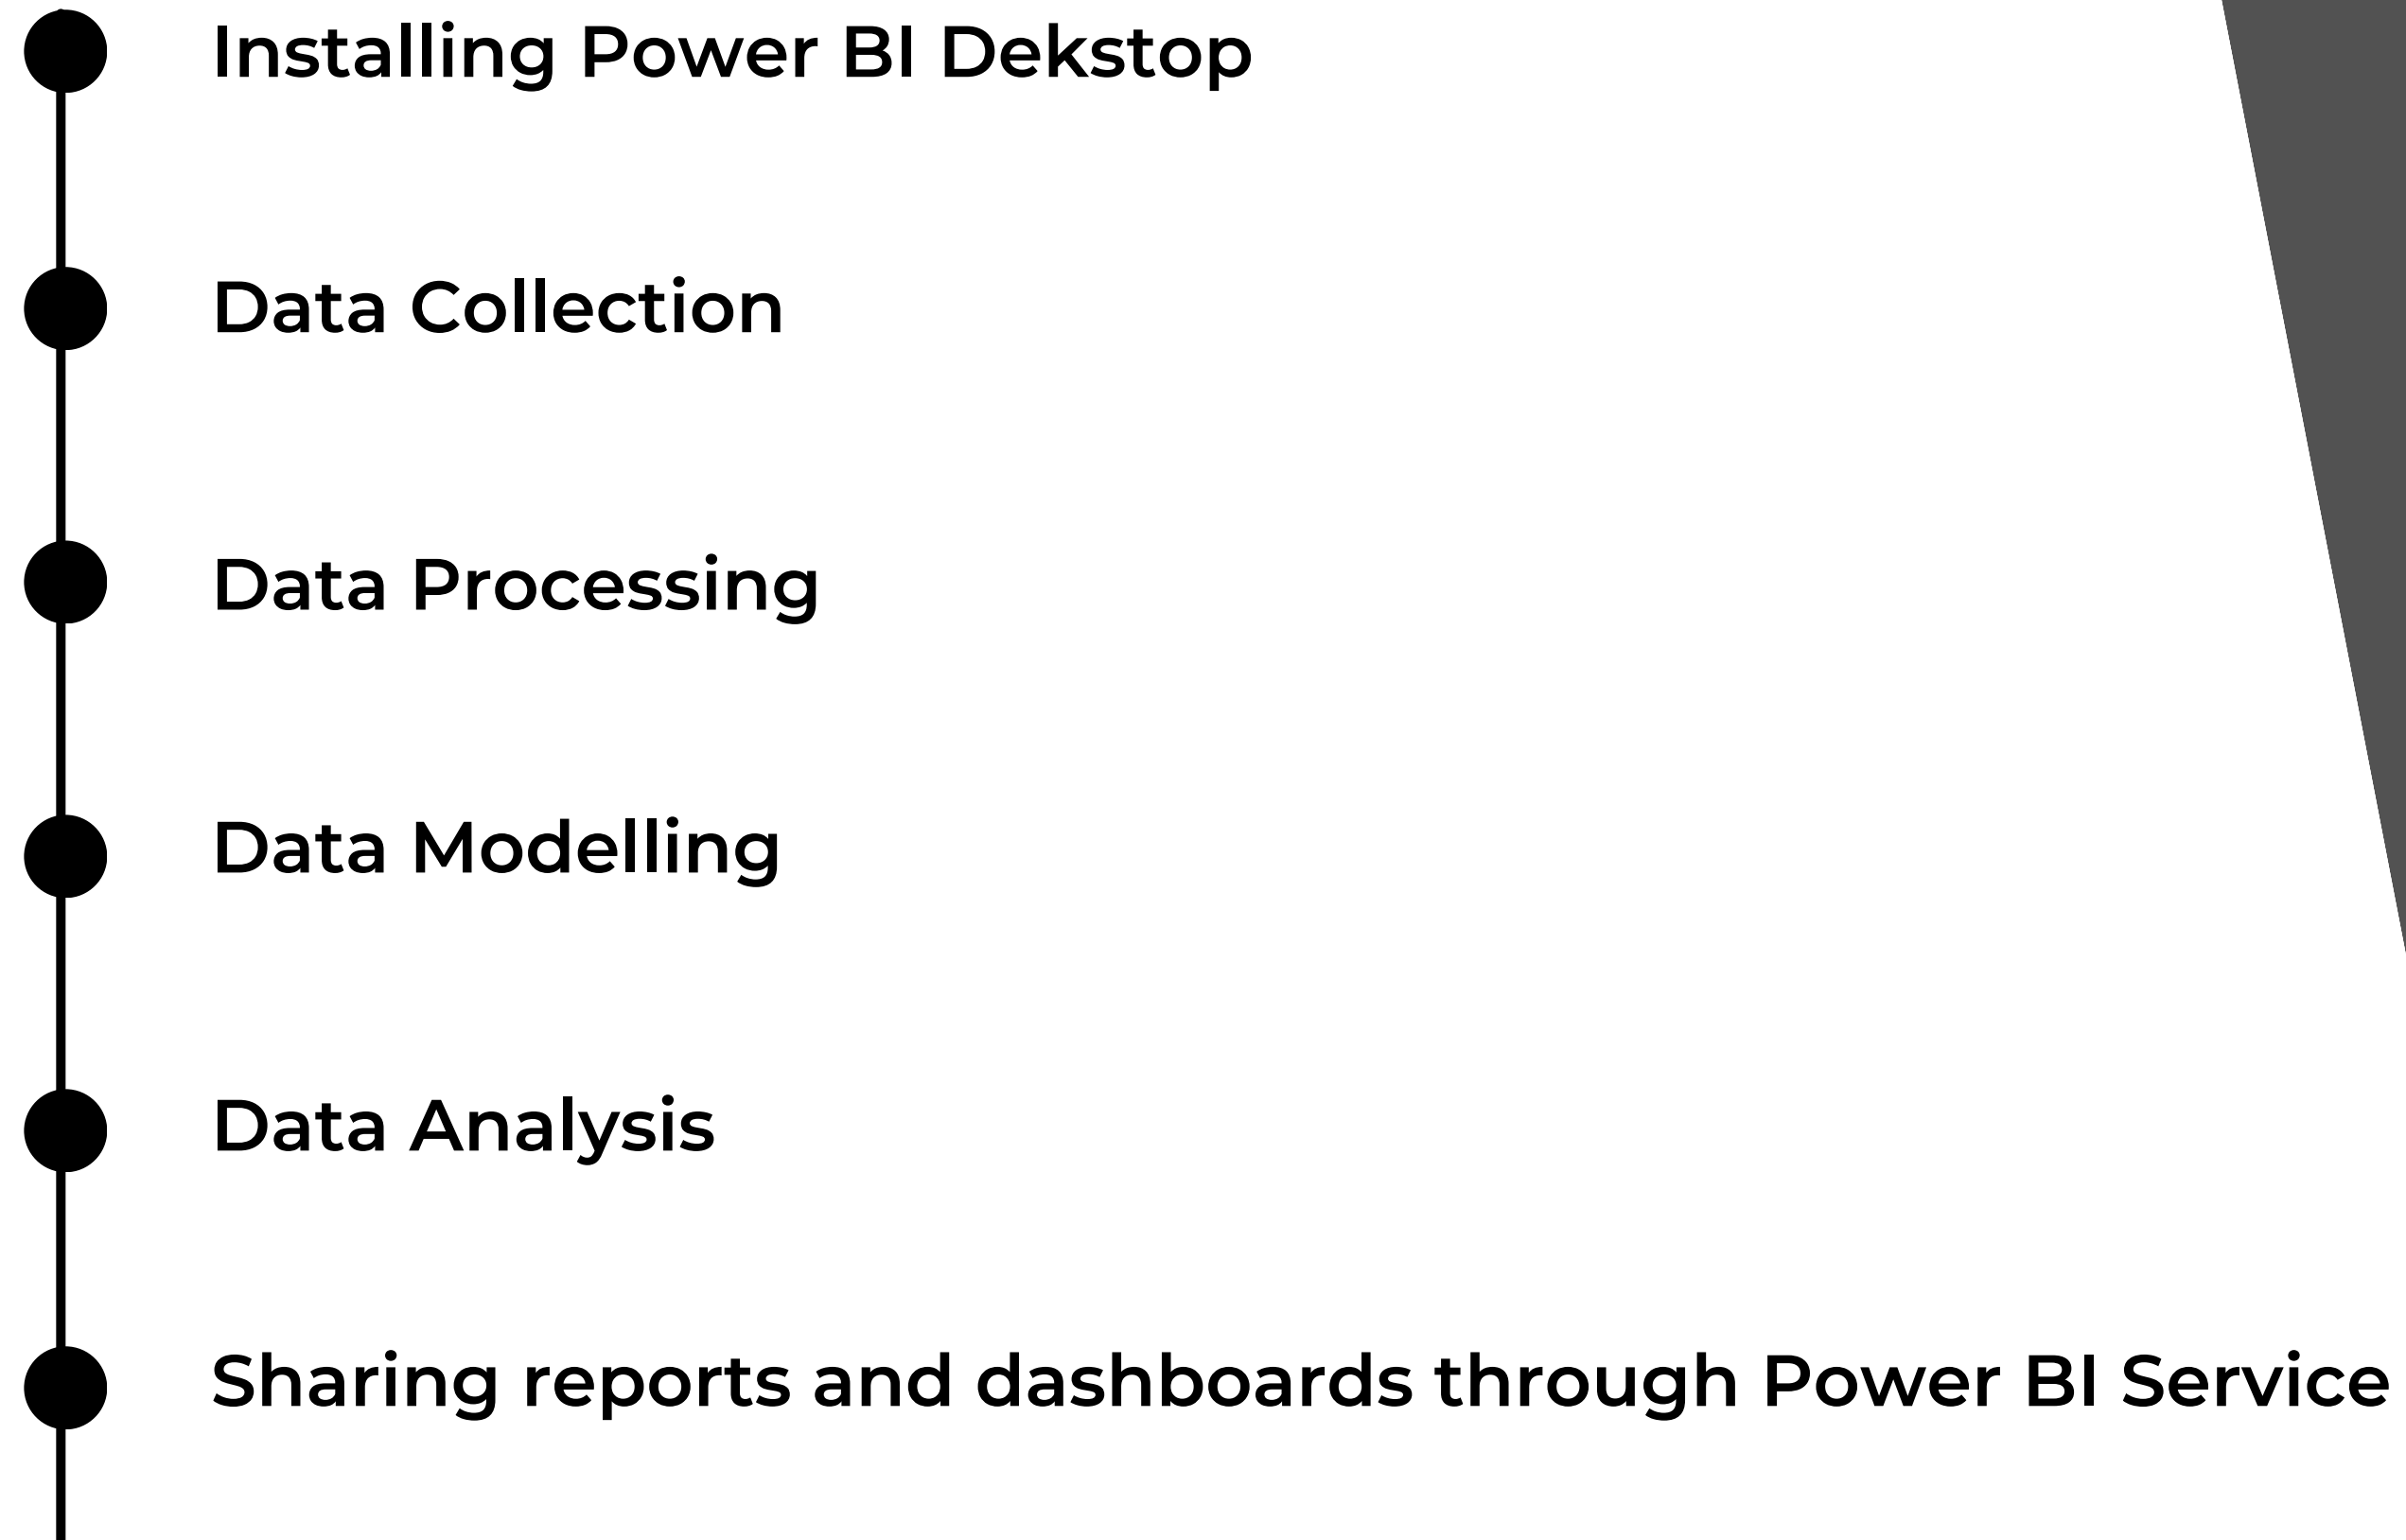 Installing Power BI Dekstop
Data Collection
Data Processing
Data Modelling
Data Analysis
Sharing reports and dashboards through Power BI Service